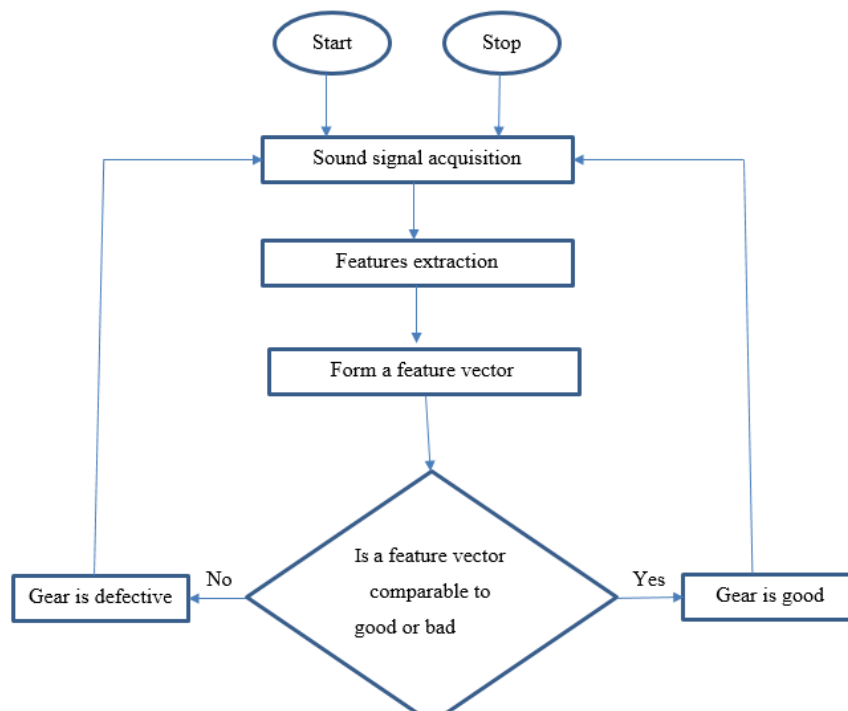 Start
Stop
Sound signal acquisition
Features extraction
Form a feature vector
Is a feature vector
comparable to
good or bad
No
Yes
Gear is defective
Gear is good